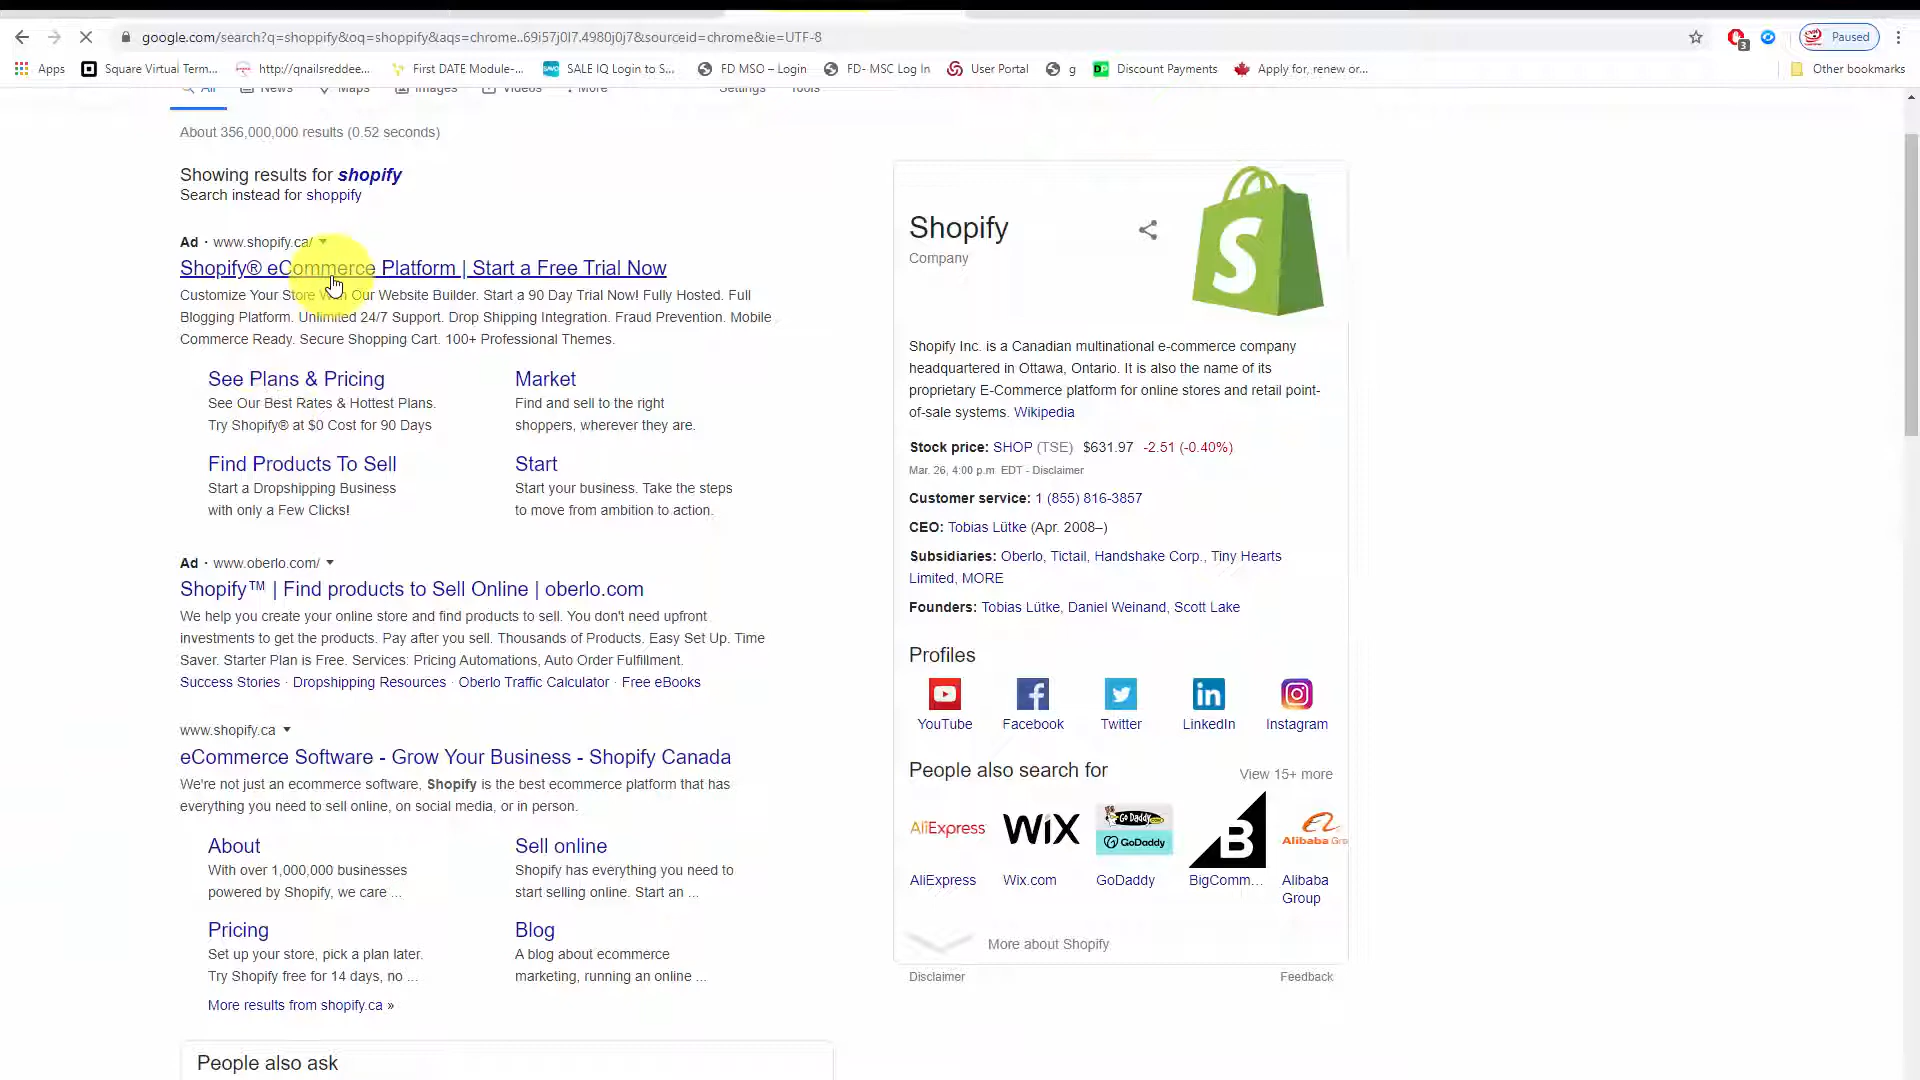 google.com/search?q=shoppify&oq=shoppify&aqs=chrome..69i57j0l7.4980j0j7&sourceid=chrome&ie=UTF-8
3
Paused
Apps
Square Virtual Term...
http://qnailsreddee...
First DATE Module-...
SALE IQ Login to S...
FD MSO – Login
FD- MSC Log In
User Portal
g
Discount Payments
Apply for, renew or...
Other bookmarks
All
News
Maps
Images
Videos
More
Settings
Tools
About 356,000,000 results (0.52 seconds)
Showing results for shopify
Search instead for shoppify
Ad · www.shopify.ca/
Shopify® eCommerce Platform | Start a Free Trial Now
Customize Your Store With Our Website Builder. Start a 90 Day Trial Now! Fully Hosted. Full
Blogging Platform. Unlimited 24/7 Support. Drop Shipping Integration. Fraud Prevention. Mobile
Commerce Ready. Secure Shopping Cart. 100+ Professional Themes.
See Plans & Pricing
See Our Best Rates & Hottest Plans.
Try Shopify® at $0 Cost for 90 Days
Market
Find and sell to the right
shoppers, wherever they are.
Find Products To Sell
Start a Dropshipping Business
with only a Few Clicks!
Start
Start your business. Take the steps
to move from ambition to action.
Ad · www.oberlo.com/
Shopify™ | Find products to Sell Online | oberlo.com
We help you create your online store and find products to sell. You don't need upfront
investments to get the products. Pay after you sell. Thousands of Products. Easy Set Up. Time
Saver. Starter Plan is Free. Services: Pricing Automations, Auto Order Fulfillment.
Success Stories · Dropshipping Resources · Oberlo Traffic Calculator · Free eBooks
www.shopify.ca
eCommerce Software - Grow Your Business - Shopify Canada
We're not just an ecommerce software, Shopify is the best ecommerce platform that has
everything you need to sell online, on social media, or in person.
About
With over 1,000,000 businesses
powered by Shopify, we care ...
Sell online
Shopify has everything you need to
start selling online. Start an ...
Pricing
Set up your store, pick a plan later.
Try Shopify free for 14 days, no ...
Blog
A blog about ecommerce
marketing, running an online ...
More results from shopify.ca »
People also ask
Shopify
Company
S
Shopify Inc. is a Canadian multinational e-commerce company
headquartered in Ottawa, Ontario. It is also the name of its
proprietary E-Commerce platform for online stores and retail point-
of-sale systems. Wikipedia
Stock price: SHOP (TSE) $631.97 -2.51 (-0.40%)
Mar. 26, 4:00 p.m. EDT - Disclaimer
Customer service: 1 (855) 816-3857
CEO: Tobias Lütke (Apr. 2008–)
Subsidiaries: Oberlo, Tictail, Handshake Corp., Tiny Hearts
Limited, MORE
Founders: Tobias Lütke, Daniel Weinand, Scott Lake
Profiles
YouTube
Facebook
Twitter
LinkedIn
Instagram
People also search for
View 15+ more
AliExpress
WiX
Go Daddy.com
GoDaddy
B
Alibaba Gro
AliExpress
Wix.com
GoDaddy
BigComm...
Alibaba
Group
More about Shopify
Disclaimer
Feedback